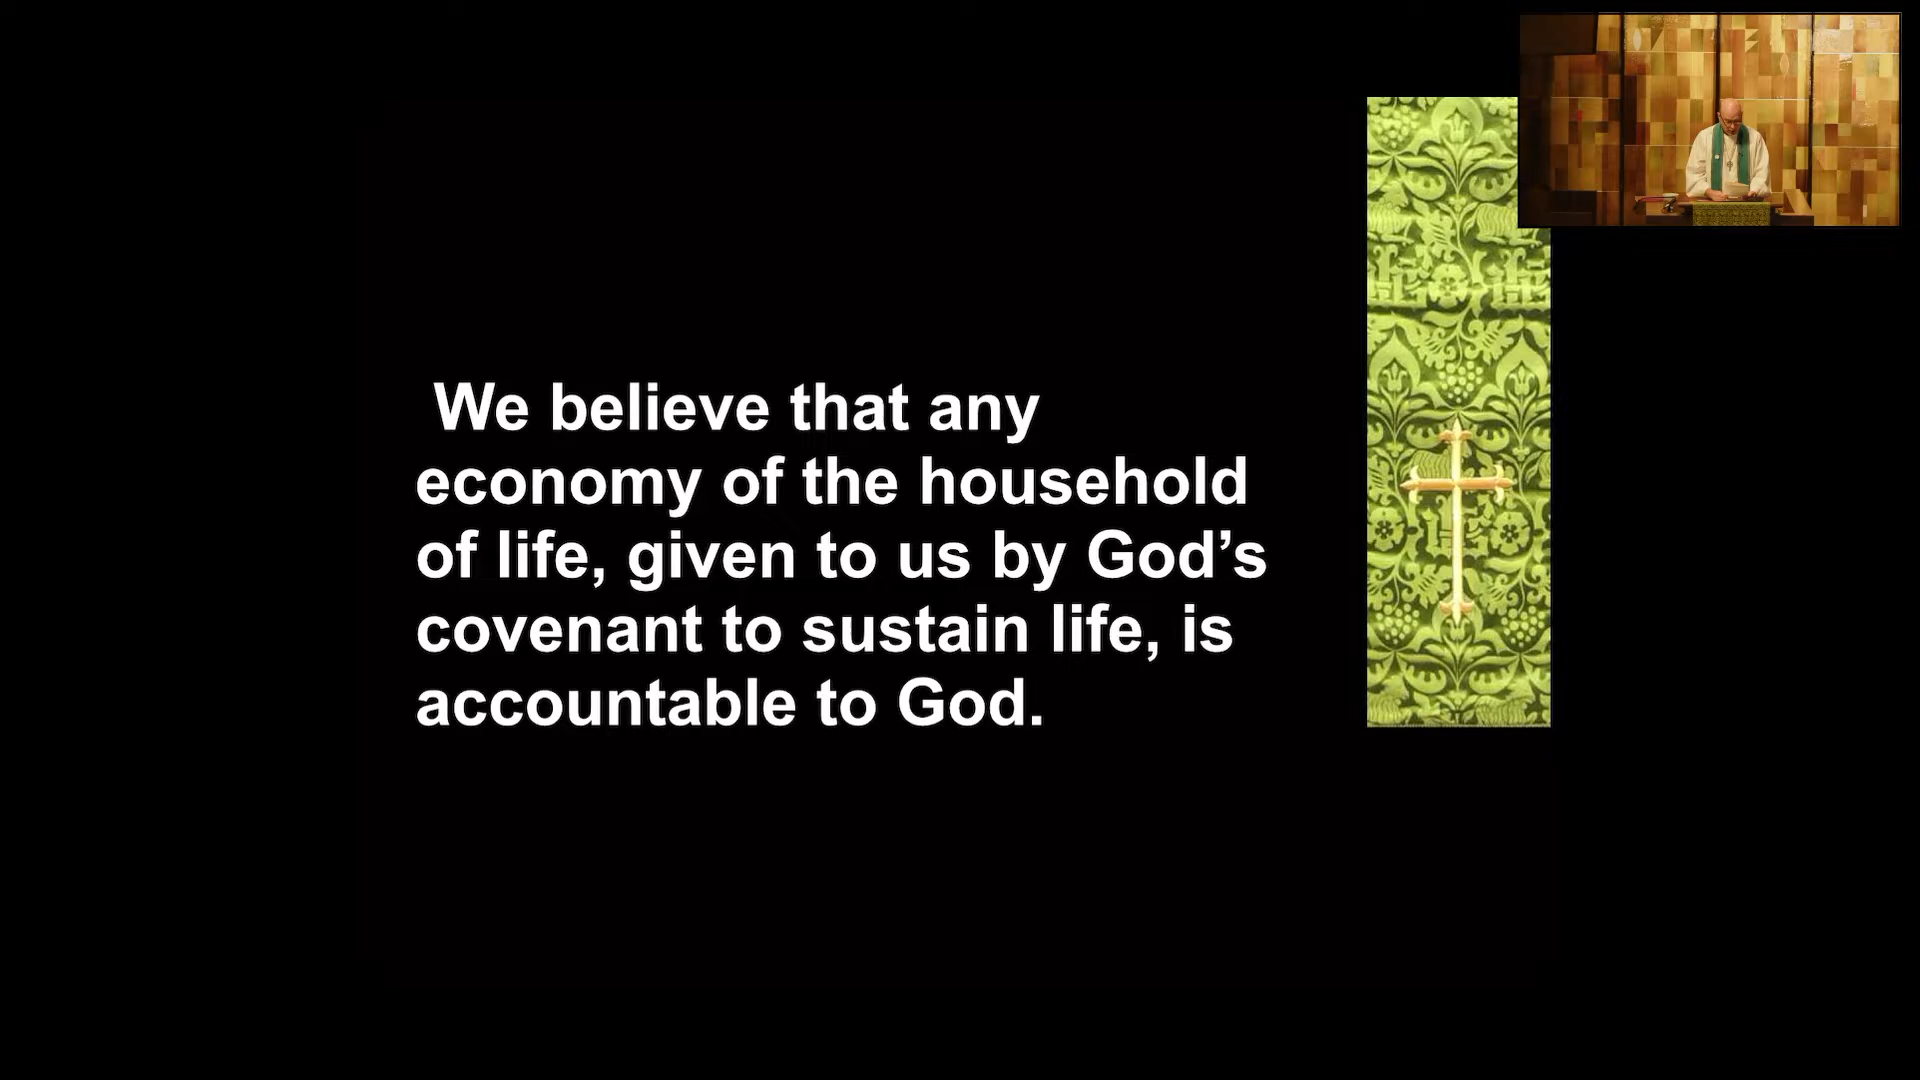 We believe that any
economy of the household
of life, given to us by God’s
covenant to sustain life, is
accountable to God.